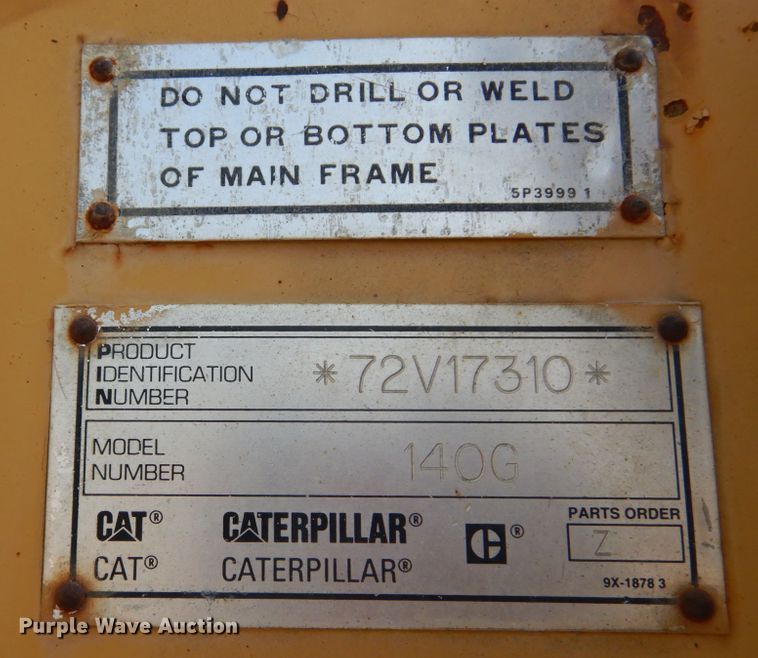 DO NOT DRILL OR WELD
TOP OR BOTTOM PLATES
OF MAIN FRAME
5P3999 1
PRODUCT
IDENTIFICATION
NUMBER
*72V17310*
MODEL
NUMBER
140G
CAT® CATERPILLAR® C®
CAT® CATERPILLAR®
PARTS ORDER
Z
9X-1878 3
Purple Wave Auction